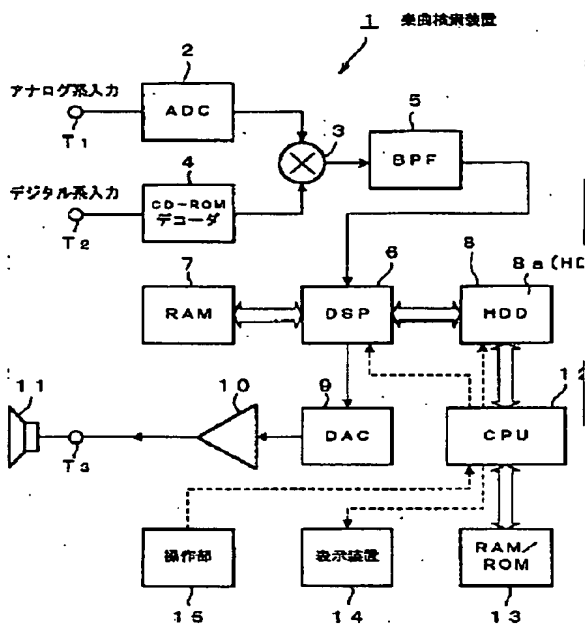 1 楽曲検索装置
2
アナログ系入力
ADC
T1
3
5
BPF
4
デジタル系入力
CD-ROM
デコーダ
T2
7
6
8
8a(HD
RAM
DSP
HDD
11
10
9
12
T3
DAC
CPU
操作部
表示装置
RAM/
ROM
15
14
13